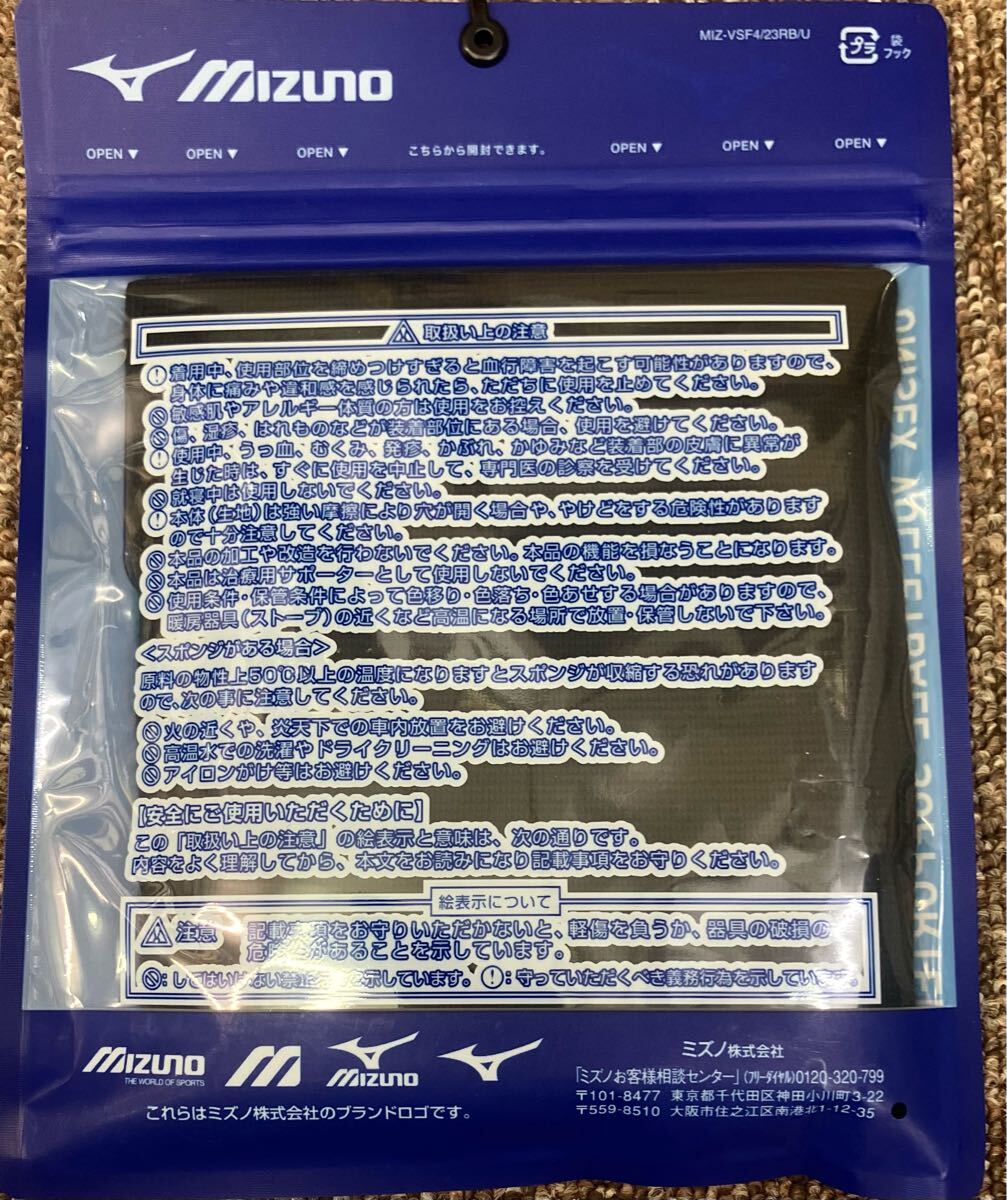 MIZUNO
MIZ-VSF4/23RB/U
プラ
袋
フック
OPEN▼ OPEN▼ OPEN▼ こちらから開封できます。 OPEN▼ OPEN▼ OPEN▼
取扱い上の注意
着用中、使用部位を締めつけすぎると血行障害を起こす可能性がありますので、
身体に痛みや違和感を感じられたら、ただちに使用を止めてください。
敏感肌やアレルギー体質の方は使用をお控えください。
傷、湿疹、はれものなどが装着部位にある場合、使用を避けてください。
使用中、うっ血、むくみ、発疹、かぶれ、かゆみなど装着部の皮膚に異常が
生じた時は、すぐに使用を中止して、専門医の診察を受けてください。
就寝中は使用しないでください。
本体(生地)は強い摩擦により穴が開く場合や、やけどをする危険性があります
ので十分注意してください。
本品の加工や改造を行わないでください。本品の機能を損なうことになります。
本品は治療用サポーターとして使用しないでください。
使用条件・保管条件によって色移り・色落ち・色あせする場合がありますので、
暖房器具(ストーブ)の近くなど高温になる場所で放置・保管しないで下さい。
<スポンジがある場合>
原料の物性上50℃以上の温度になりますとスポンジが収縮する恐れがあります
ので、次の事に注意してください。
火の近くや、炎天下での車内放置をお避けください。
高温水での洗濯やドライクリーニングはお避けください。
アイロンがけ等はお避けください。
【安全にご使用いただくために】
この「取扱い上の注意」の絵表示と意味は、次の通りです。
内容をよく理解してから、本文をお読みになり記載事項をお守りください。
絵表示について
注意 記載事項をお守りいただかないと、軽傷を負うか、器具の破損の
危険があることを示しています。
:してはいけない禁止 を示しています。 :守っていただくべき義務行為を示しています。
MIZUNO
THE WORLD OF SPORTS
MIZUNO
これらはミズノ株式会社のブランドロゴです。
ミズノ株式会社
「ミズノお客様相談センター」(フリーダイヤル)0120-320-799
〒101-8477 東京都千代田区神田小川町3-22
〒559-8510 大阪市住之江区南港北1-12-35